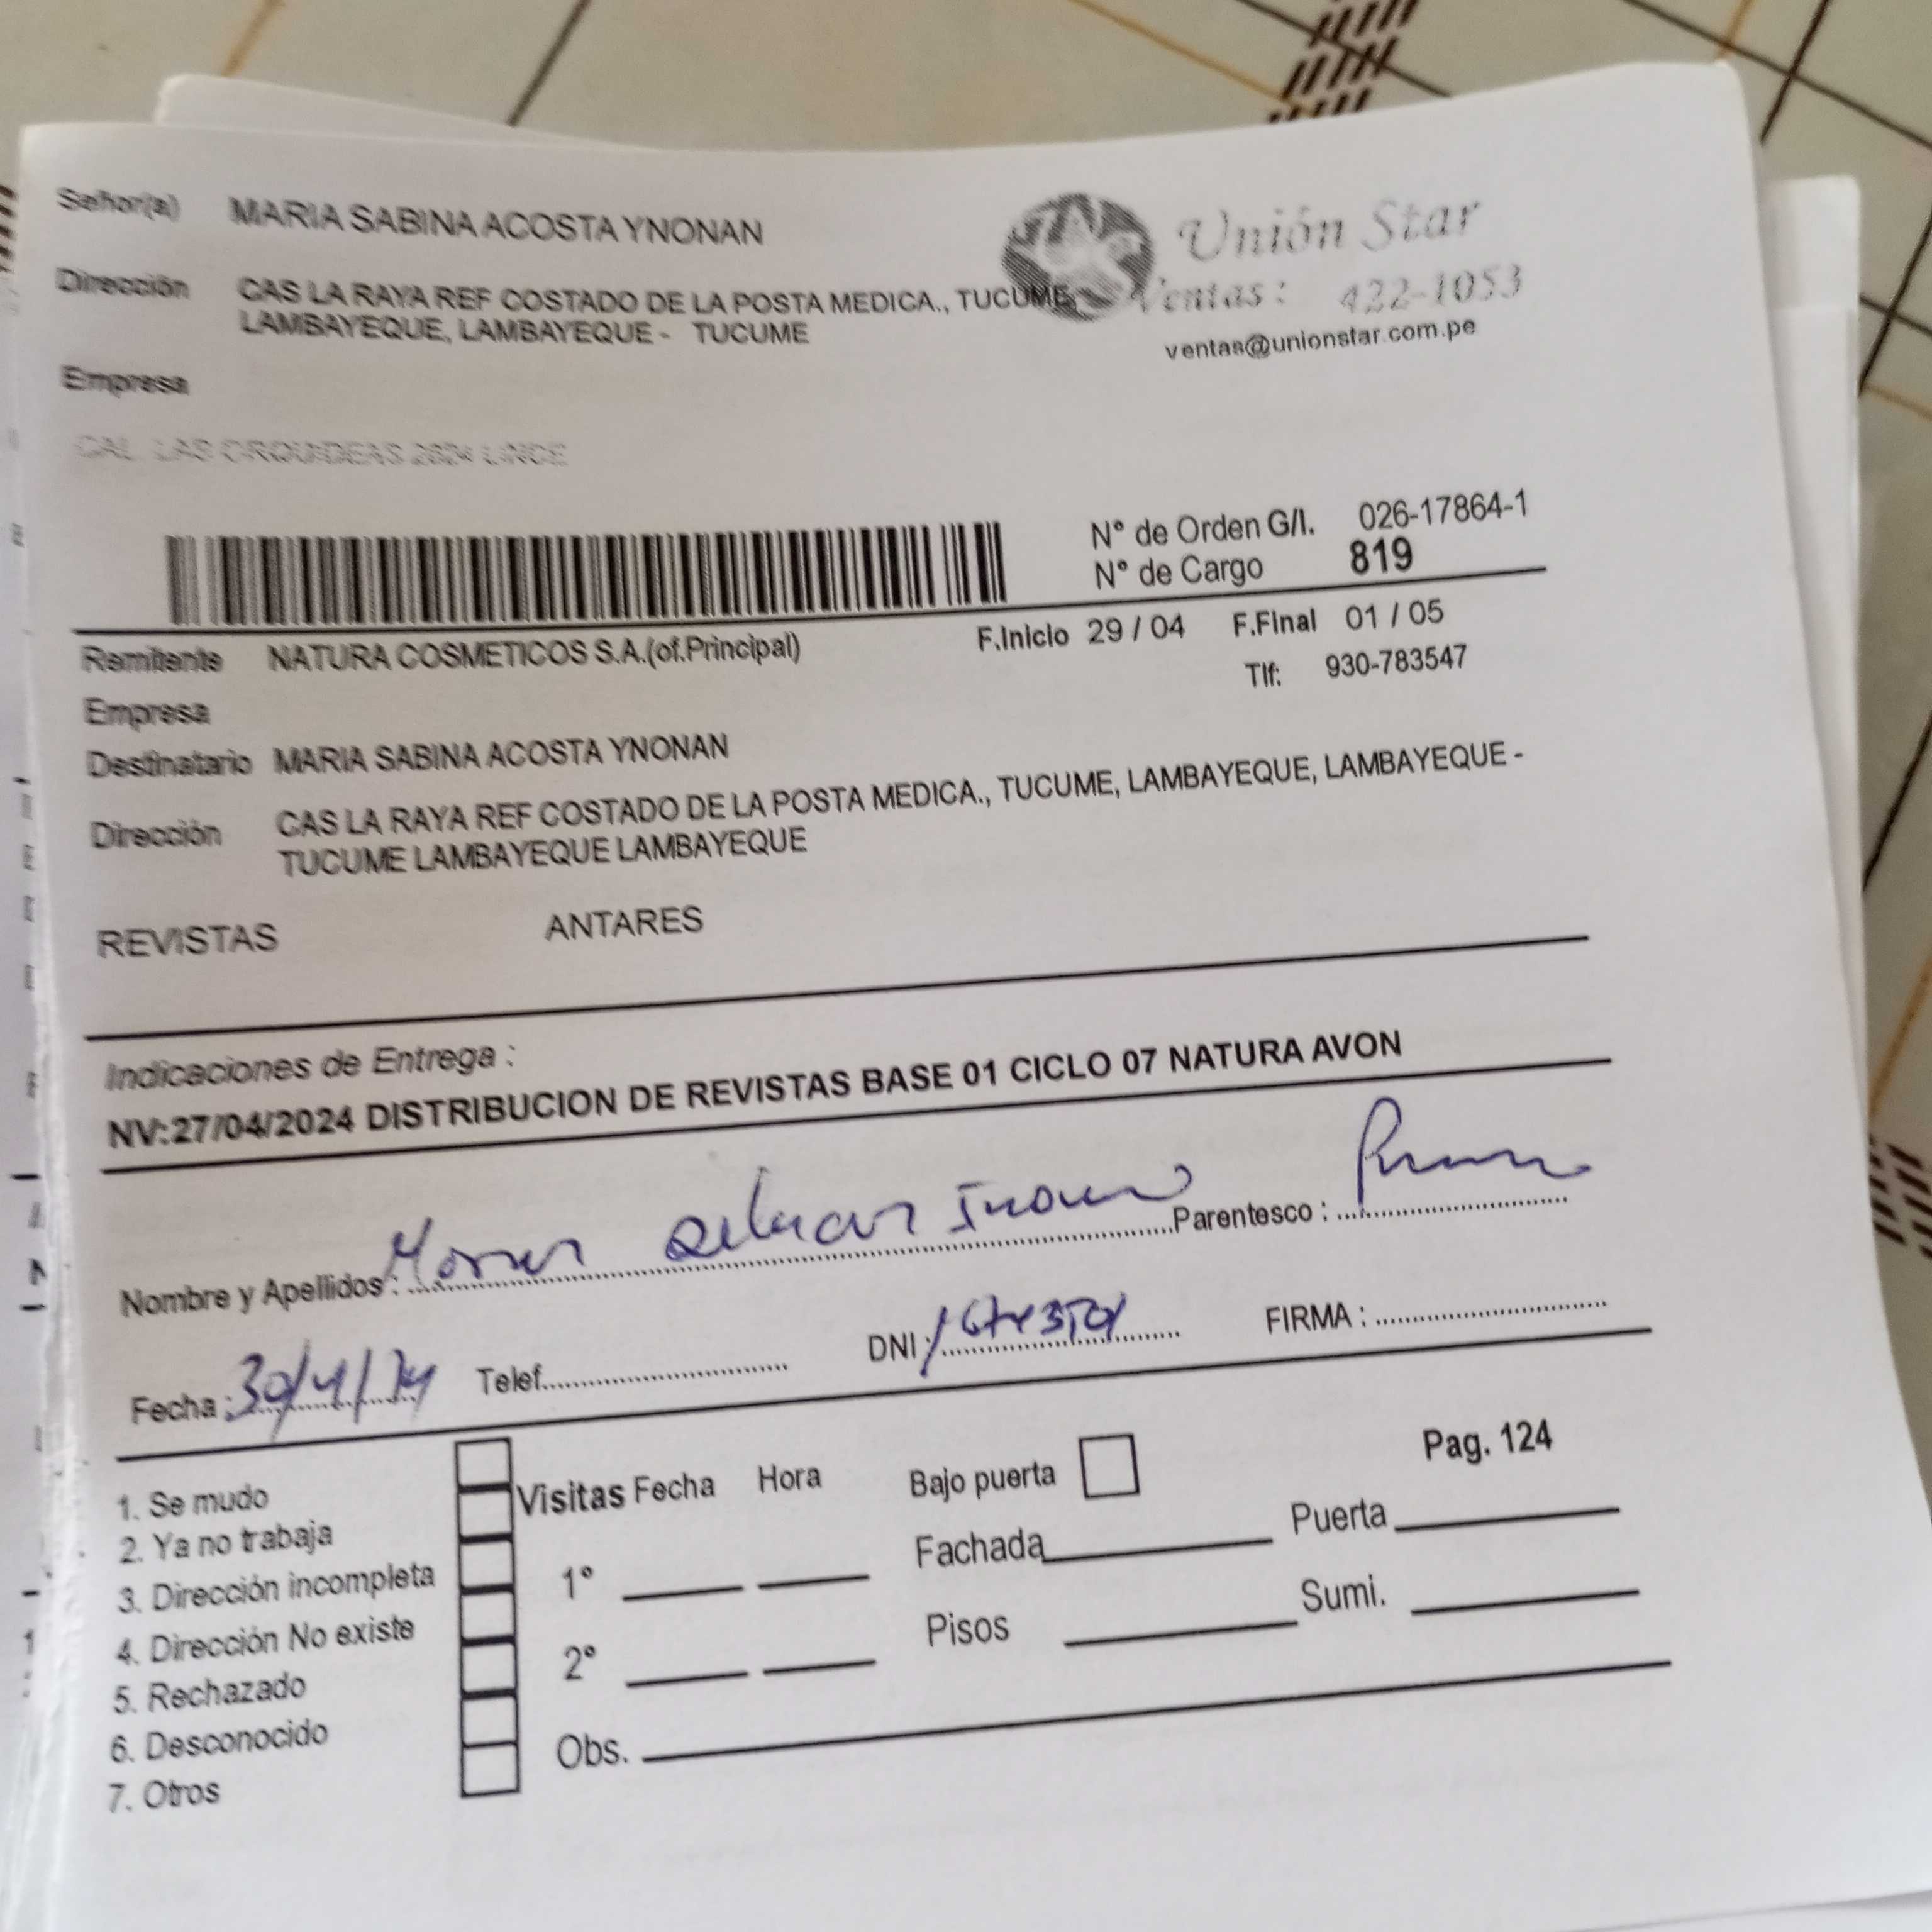 Señor(a) MARIA SABINA ACOSTA YNONAN
Unión Star
Dirección CAS LA RAYA REF COSTADO DE LA POSTA MEDICA., TUCUME,
LAMBAYEQUE, LAMBAYEQUE - TUCUME
Ventas: 422-1053
ventas@unionstar.com.pe
Empresa
CAL. LAS ORQUIDEAS 2624 LINCE
N° de Orden G/I. 026-17864-1
N° de Cargo 819
Remitente NATURA COSMETICOS S.A.(of.Principal) F.Inicio 29 / 04 F.Final 01 / 05
Tlf: 930-783547
Empresa
Destinatario MARIA SABINA ACOSTA YNONAN
Dirección CAS LA RAYA REF COSTADO DE LA POSTA MEDICA., TUCUME, LAMBAYEQUE, LAMBAYEQUE -
TUCUME LAMBAYEQUE LAMBAYEQUE
REVISTAS ANTARES
Indicaciones de Entrega :
NV:27/04/2024 DISTRIBUCION DE REVISTAS BASE 01 CICLO 07 NATURA AVON
Nombre y Apellidos : Parentesco :
Fecha : Telef. DNI : FIRMA :
Pag. 124
1. Se mudo
2. Ya no trabaja
3. Dirección incompleta
4. Dirección No existe
5. Rechazado
6. Desconocido
7. Otros
Visitas Fecha Hora
1°
2°
Bajo puerta
Fachada Puerta
Pisos Sumi.
Obs.